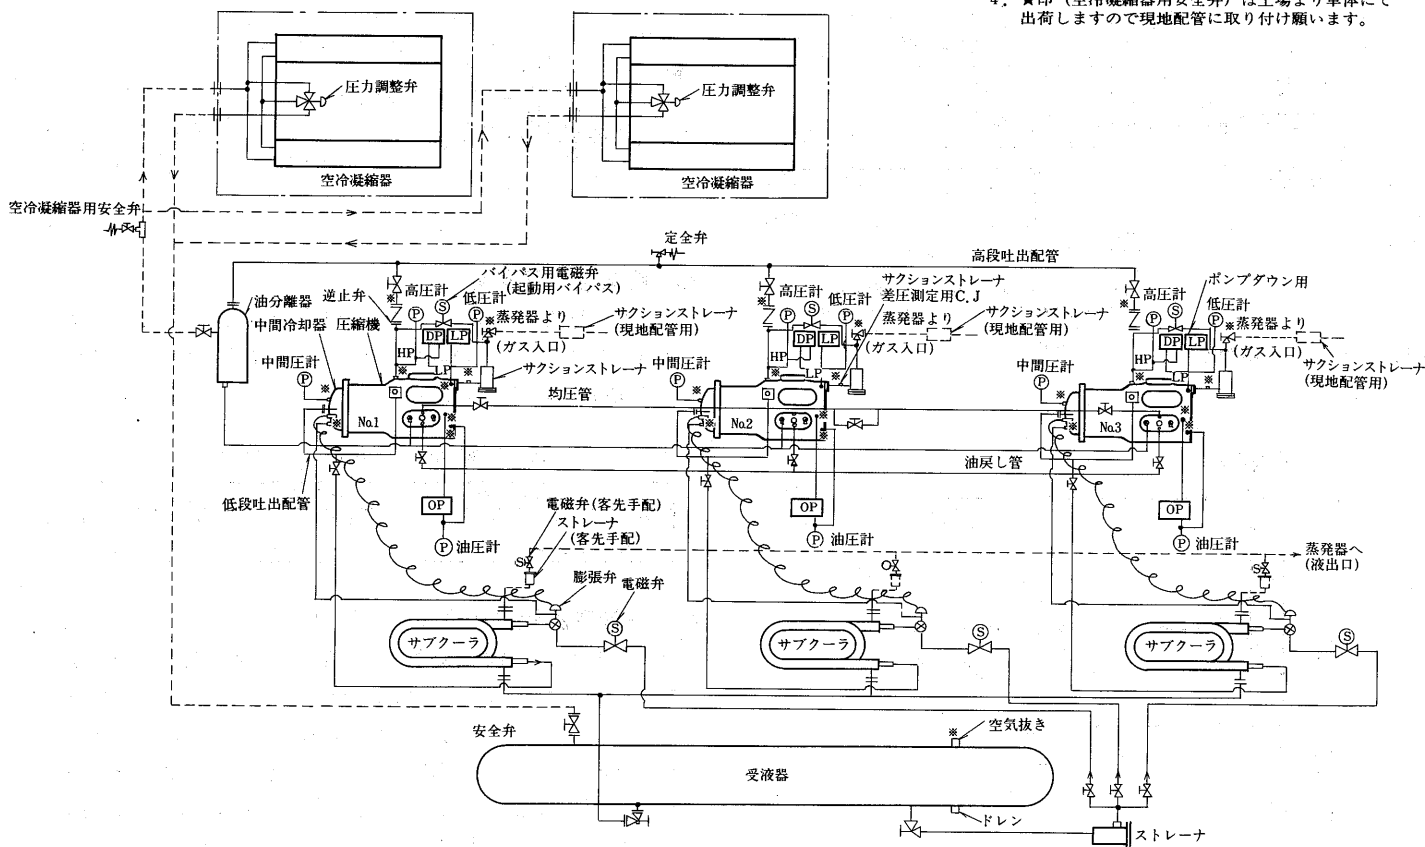 4. ★印（空冷凝縮器用安全弁）は工場より単体にて
出荷しますので現地配管に取り付け願います。
圧力調整弁
圧力調整弁
空冷凝縮器
空冷凝縮器
空冷凝縮器用安全弁
定全弁
高段吐出配管
油分離器
逆止弁
高圧計
バイパス用電磁弁
(起動用バイパス)
低圧計
中間冷却器
圧縮機
蒸発器より
(ガス入口)
サクションストレーナ
(現地配管用)
サクションストレーナ
中間圧計
均圧管
HP
DP
LP
LP
No.1
高圧計
低圧計
サクションストレーナ
差圧測定用C.J
蒸発器より
(ガス入口)
サクションストレーナ
(現地配管用)
中間圧計
HP
DP
LP
LP
No.2
高圧計
ポンプダウン用
低圧計
蒸発器より
(ガス入口)
サクションストレーナ
(現地配管用)
中間圧計
HP
DP
LP
LP
No.3
油戻し管
低段吐出配管
OP
油圧計
OP
油圧計
OP
油圧計
電磁弁(客先手配)
ストレーナ
(客先手配)
膨張弁
電磁弁
蒸発器へ
(液出口)
サブクーラ
サブクーラ
サブクーラ
安全弁
※
空気抜き
受液器
ドレン
ストレーナ